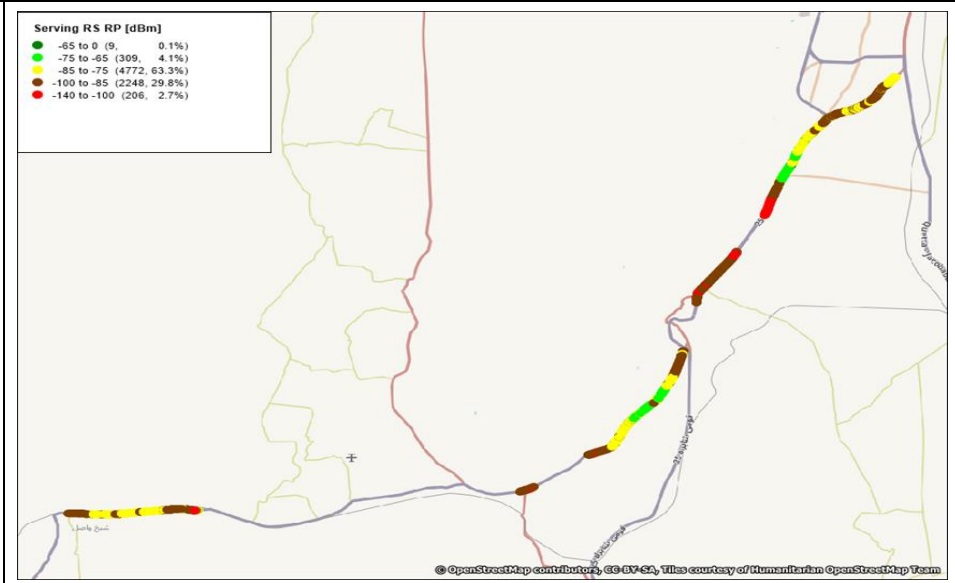 Serving RS RP [dBm]
-65 to 0 (9, 0.1%)
-75 to -65 (309, 4.1%)
-85 to -75 (4772, 63.3%)
-100 to -85 (2248, 29.8%)
-140 to -100 (206, 2.7%)
25
© OpenStreetMap contributors, CC-BY-SA, Tiles courtesy of Humanitarian OpenStreetMap Team